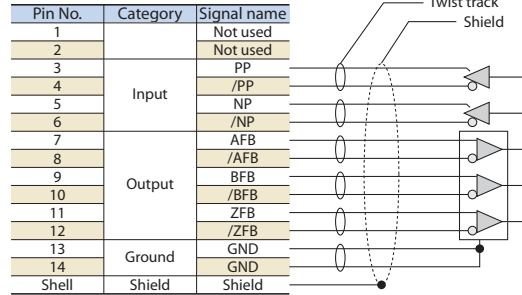 Twist track
Pin No. Category Signal name
Shield
1 Not used
2 Not used
3 PP
4 /PP
Input
5 NP
6 /NP
7 AFB
8 /AFB
9 BFB
Output
10 /BFB
11 ZFB
12 /ZFB
13 GND
Ground
14 GND
Shell Shield Shield